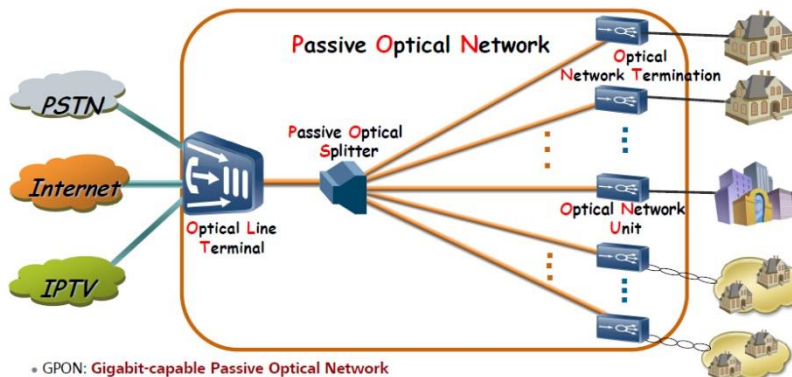 Passive Optical Network
Optical
Network Termination
PSTN
Passive Optical
Splitter
Internet
Optical Network
Unit
Optical Line
Terminal
IPTV
• GPON: Gigabit-capable Passive Optical Network